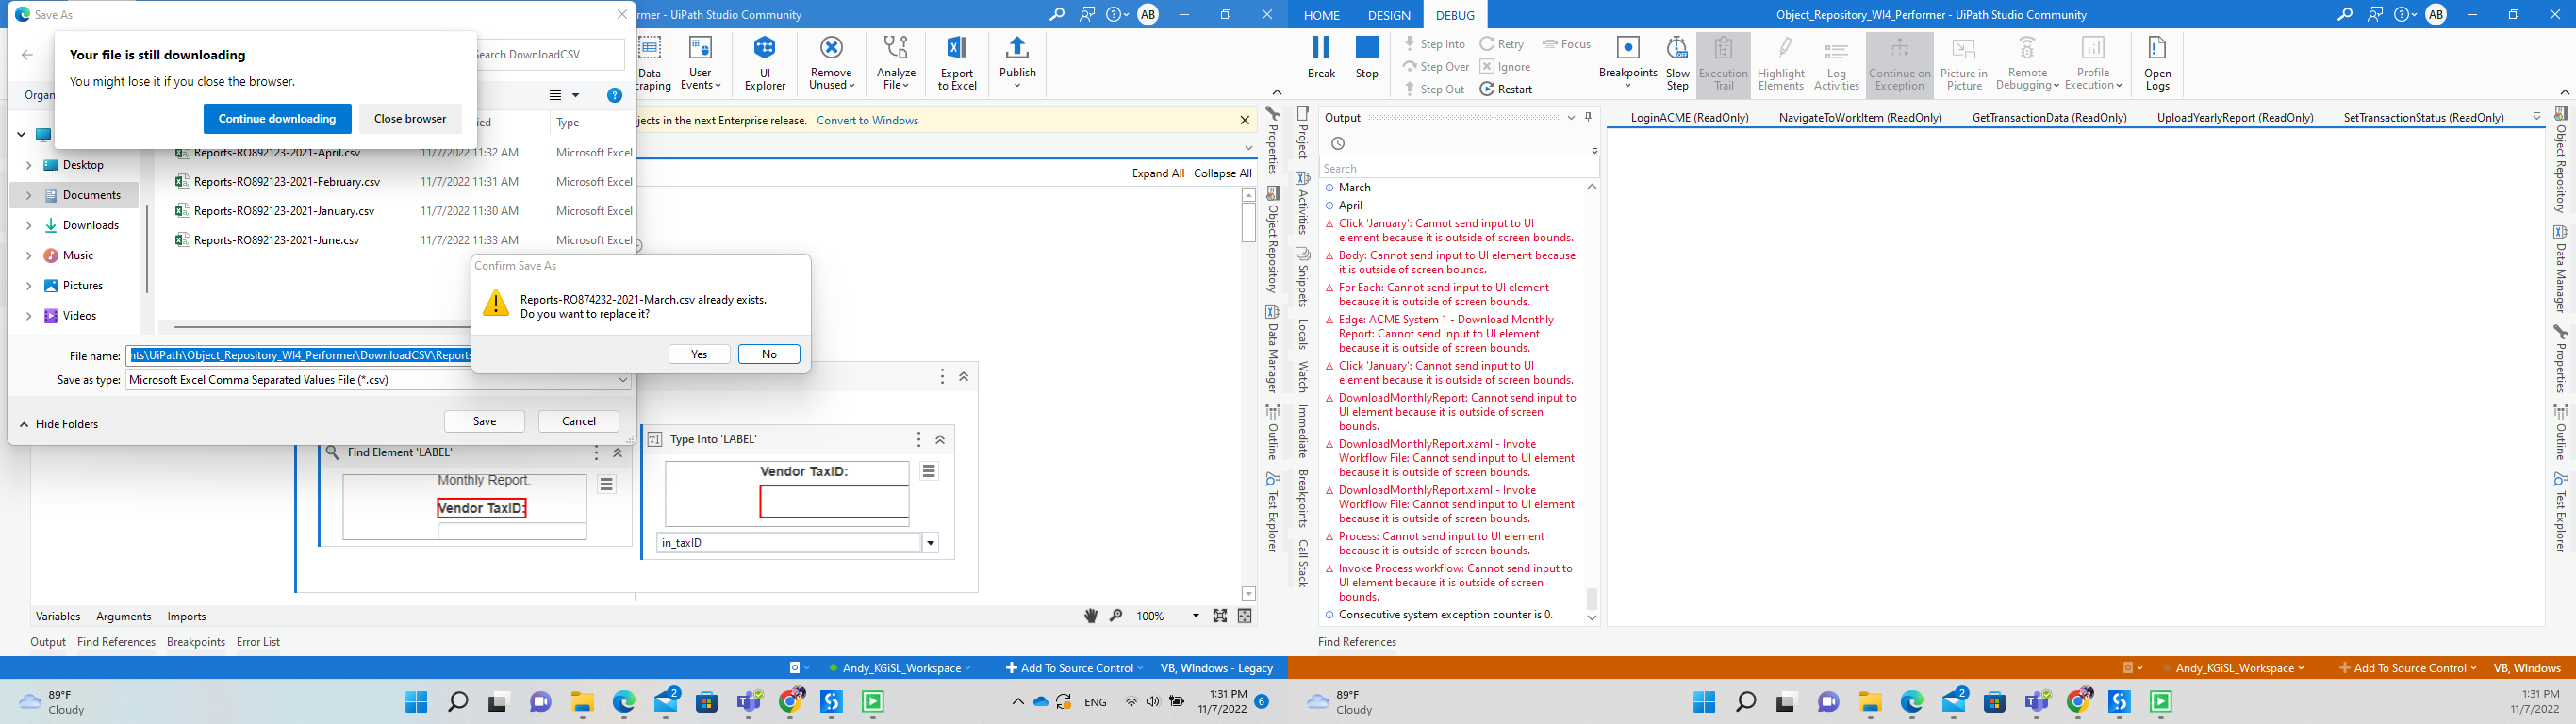 Save As
rmer - UiPath Studio Community
AB
Your file is still downloading
You might lose it if you close the browser.
Continue downloading
Close browser
Search DownloadCSV
Organ
ied
Type
Data
craping
User
Events
UI
Explorer
Remove
Unused
Analyze
File
Export
to Excel
Publish
jects in the next Enterprise release. Convert to Windows
Expand All Collapse All
Desktop
Documents
Downloads
Music
Pictures
Videos
Reports-RO892123-2021-April.csv 11/7/2022 11:32 AM Microsoft Excel
Reports-RO892123-2021-February.csv 11/7/2022 11:31 AM Microsoft Excel
Reports-RO892123-2021-January.csv 11/7/2022 11:30 AM Microsoft Excel
Reports-RO892123-2021-June.csv 11/7/2022 11:33 AM Microsoft Excel
Confirm Save As
Reports-RO874232-2021-March.csv already exists.
Do you want to replace it?
Yes No
File name: nts\UiPath\Object_Repository_WI4_Performer\DownloadCSV\Reports
Save as type: Microsoft Excel Comma Separated Values File (*.csv)
Hide Folders
Save Cancel
Find Element 'LABEL'
Monthly Report.
Vendor TaxID:
Type Into 'LABEL'
Vendor TaxID:
in_taxID
Variables Arguments Imports
100%
Output Find References Breakpoints Error List
Andy_KGiSL_Workspace
Add To Source Control
VB, Windows - Legacy
Properties
Object Repository
Data Manager
Outline
Test Explorer
89°F
Cloudy
2
ENG
1:31 PM
11/7/2022
6
HOME DESIGN DEBUG
Object_Repository_WI4_Performer - UiPath Studio Community
AB
Break
Stop
Step Into
Step Over
Step Out
Retry
Ignore
Restart
Focus
Breakpoints
Slow
Step
Execution
Trail
Highlight
Elements
Log
Activities
Continue on
Exception
Picture in
Picture
Remote
Debugging
Profile
Execution
Open
Logs
Project
Activities
Snippets
Locals
Watch
Immediate
Breakpoints
Call Stack
Output
Search
March
April
Click 'January': Cannot send input to UI
element because it is outside of screen bounds.
Body: Cannot send input to UI element because
it is outside of screen bounds.
For Each: Cannot send input to UI element
because it is outside of screen bounds.
Edge: ACME System 1 - Download Monthly
Report: Cannot send input to UI element
because it is outside of screen bounds.
Click 'January': Cannot send input to UI
element because it is outside of screen bounds.
DownloadMonthlyReport: Cannot send input to
UI element because it is outside of screen
bounds.
DownloadMonthlyReport.xaml - Invoke
Workflow File: Cannot send input to UI element
because it is outside of screen bounds.
DownloadMonthlyReport.xaml - Invoke
Workflow File: Cannot send input to UI element
because it is outside of screen bounds.
Process: Cannot send input to UI element
because it is outside of screen bounds.
Invoke Process workflow: Cannot send input to
UI element because it is outside of screen
bounds.
Consecutive system exception counter is 0.
Find References
LoginACME (ReadOnly) NavigateToWorkItem (ReadOnly) GetTransactionData (ReadOnly) UploadYearlyReport (ReadOnly) SetTransactionStatus (ReadOnly)
Object Repository
Data Manager
Properties
Outline
Test Explorer
Andy_KGiSL_Workspace
Add To Source Control
VB, Windows
89°F
Cloudy
2
1:31 PM
11/7/2022